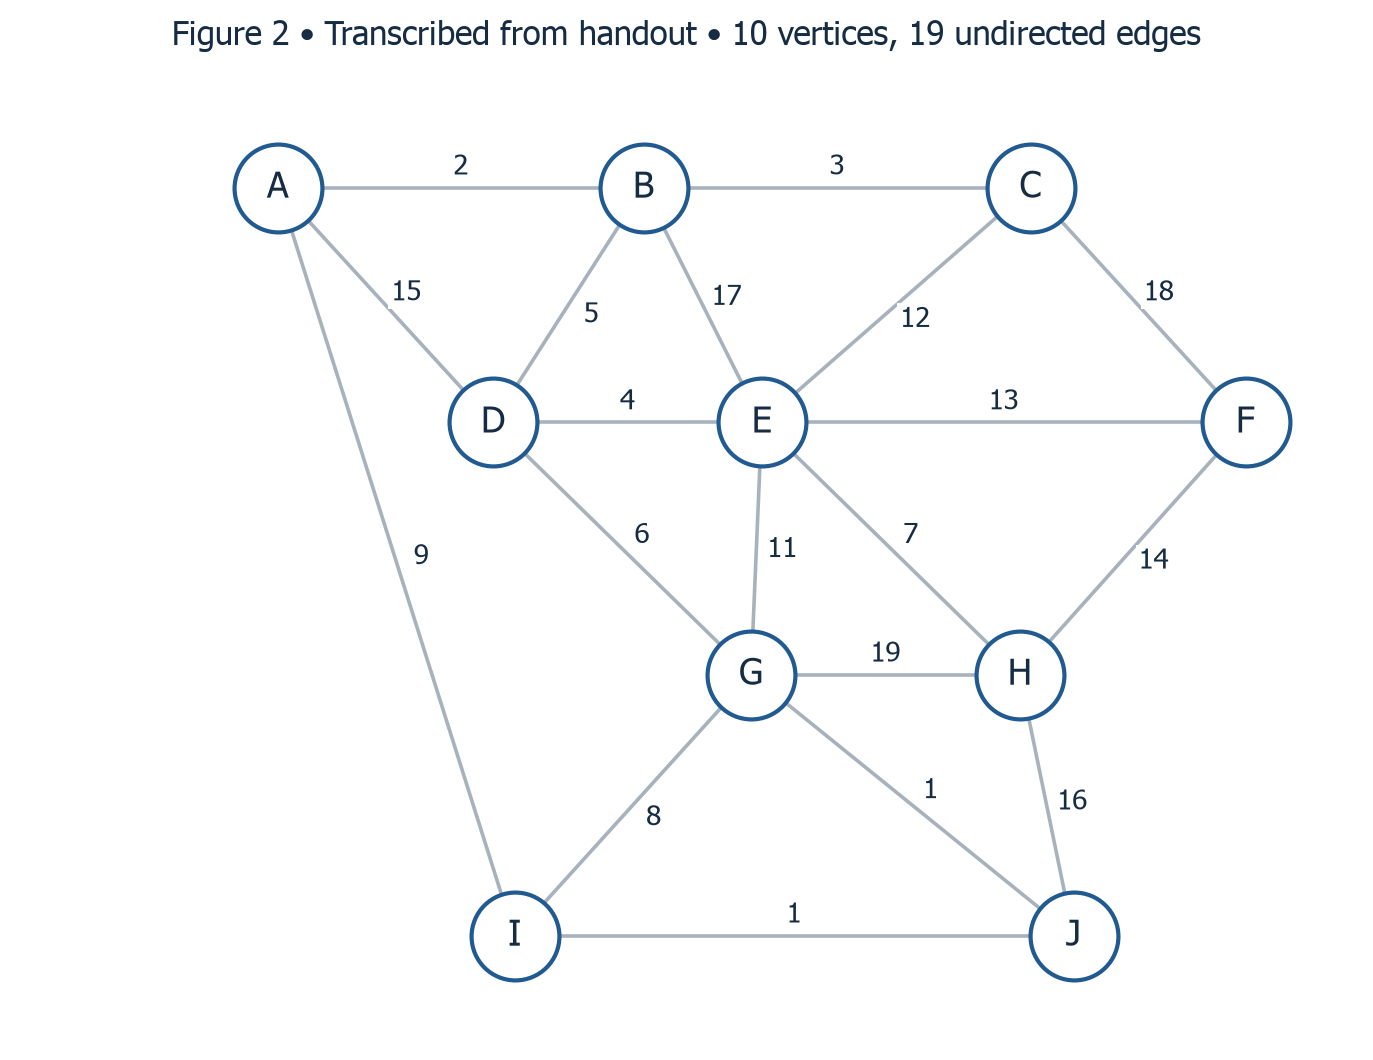 Figure 2 • Transcribed from handout • 10 vertices, 19 undirected edges
2
3
A
B
C
15
5
17
12
18
4
13
D
E
F
6
11
7
14
9
19
G
H
1
16
8
1
I
J